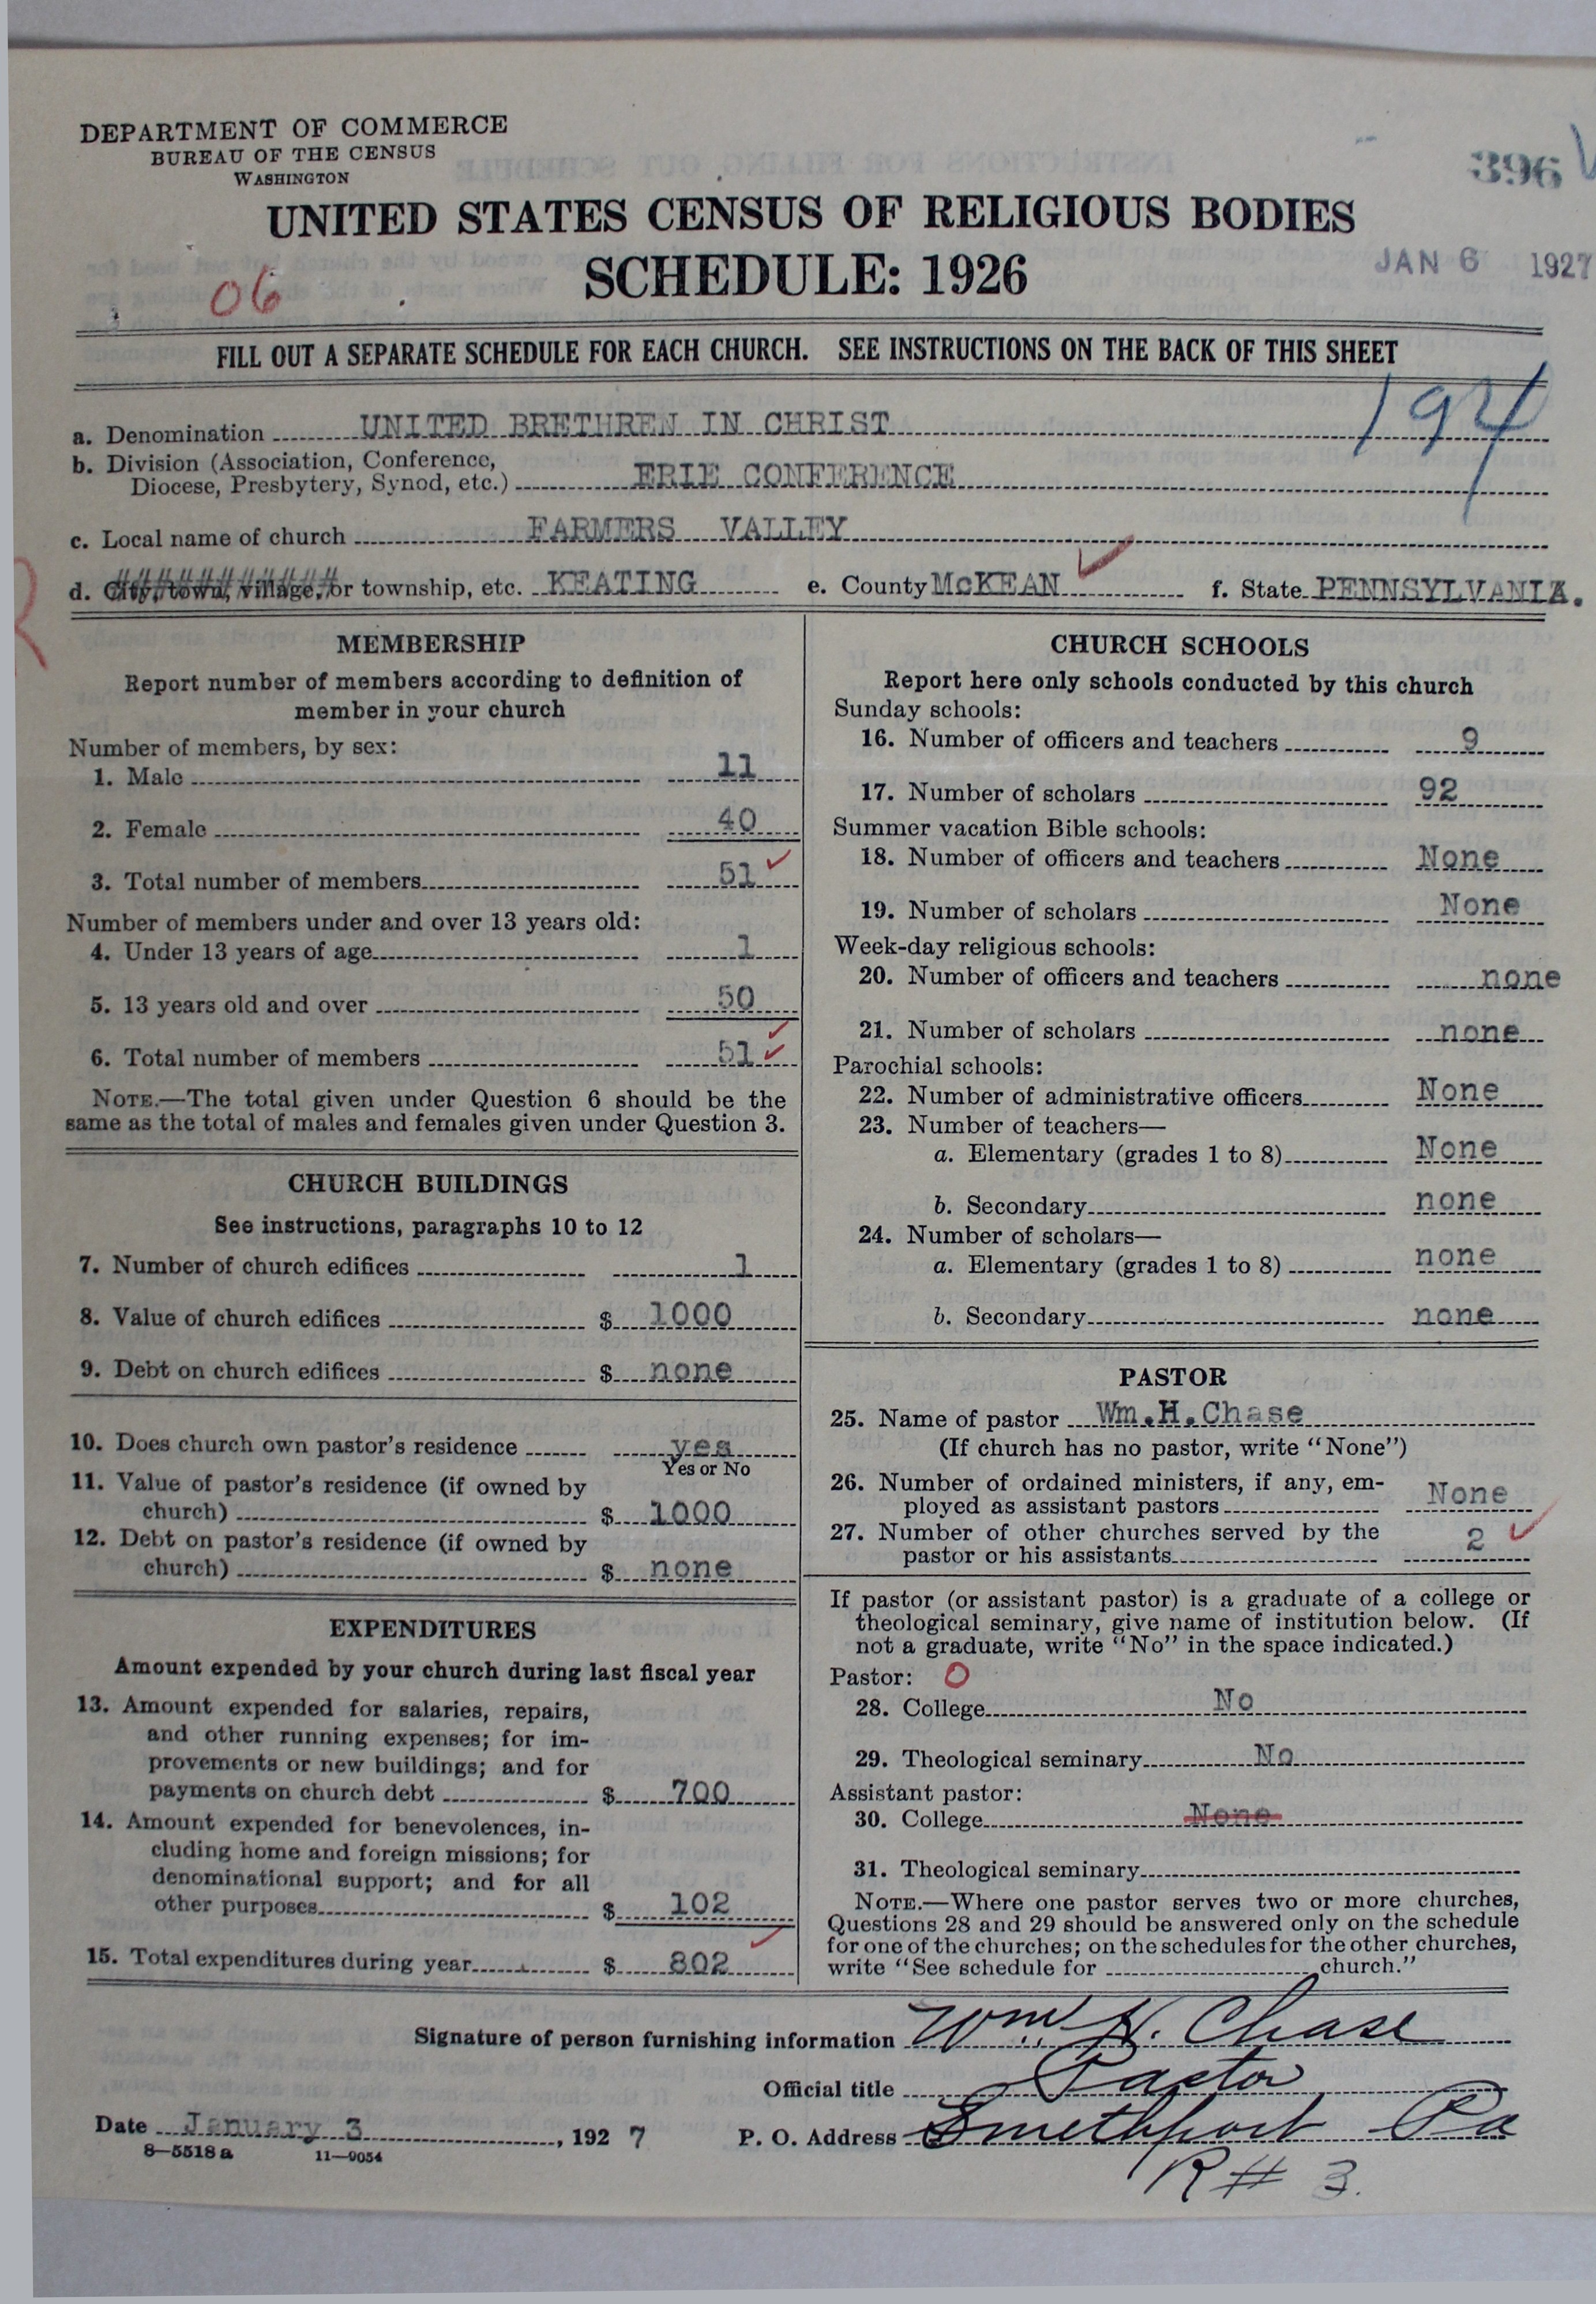 DEPARTMENT OF COMMERCE
BUREAU OF THE CENSUS
WASHINGTON
396
UNITED STATES CENSUS OF RELIGIOUS BODIES
SCHEDULE: 1926
JAN 6 1927
06
FILL OUT A SEPARATE SCHEDULE FOR EACH CHURCH. SEE INSTRUCTIONS ON THE BACK OF THIS SHEET
194
a. Denomination UNITED BRETHREN IN CHRIST
b. Division (Association, Conference,
Diocese, Presbytery, Synod, etc.) ERIE CONFERENCE
c. Local name of church FARMERS VALLEY
d. City, town, village, or township, etc. KEATING e. County McKEAN f. State PENNSYLVANIA.
R
MEMBERSHIP
Report number of members according to definition of
member in your church
Number of members, by sex:
1. Male 11
2. Female 40
3. Total number of members 51
Number of members under and over 13 years old:
4. Under 13 years of age 1
5. 13 years old and over 50
6. Total number of members 51
NOTE.—The total given under Question 6 should be the
same as the total of males and females given under Question 3.
CHURCH BUILDINGS
See instructions, paragraphs 10 to 12
7. Number of church edifices 1
8. Value of church edifices $ 1000
9. Debt on church edifices $ none
10. Does church own pastor's residence yes
Yes or No
11. Value of pastor's residence (if owned by
church) $ 1000
12. Debt on pastor's residence (if owned by
church) $ none
EXPENDITURES
Amount expended by your church during last fiscal year
13. Amount expended for salaries, repairs,
and other running expenses; for im-
provements or new buildings; and for
payments on church debt $ 700
14. Amount expended for benevolences, in-
cluding home and foreign missions; for
denominational support; and for all
other purposes $ 102
15. Total expenditures during year $ 802
CHURCH SCHOOLS
Report here only schools conducted by this church
Sunday schools:
16. Number of officers and teachers 9
17. Number of scholars 92
Summer vacation Bible schools:
18. Number of officers and teachers None
19. Number of scholars None
Week-day religious schools:
20. Number of officers and teachers none
21. Number of scholars none
Parochial schools:
22. Number of administrative officers None
23. Number of teachers—
a. Elementary (grades 1 to 8) None
b. Secondary none
24. Number of scholars—
a. Elementary (grades 1 to 8) none
b. Secondary none
PASTOR
25. Name of pastor Wm.H.Chase
(If church has no pastor, write "None")
26. Number of ordained ministers, if any, em-
ployed as assistant pastors None
27. Number of other churches served by the
pastor or his assistants 2
If pastor (or assistant pastor) is a graduate of a college or
theological seminary, give name of institution below. (If
not a graduate, write "No" in the space indicated.)
Pastor: O
28. College No
29. Theological seminary No
Assistant pastor:
30. College None
31. Theological seminary
NOTE.—Where one pastor serves two or more churches,
Questions 28 and 29 should be answered only on the schedule
for one of the churches; on the schedules for the other churches,
write "See schedule for church."
Signature of person furnishing information Wm. H. Chase
Official title Pastor
Date January 3, 1927 P. O. Address Smethport Pa
8—5518a 11—9054
R # 3.